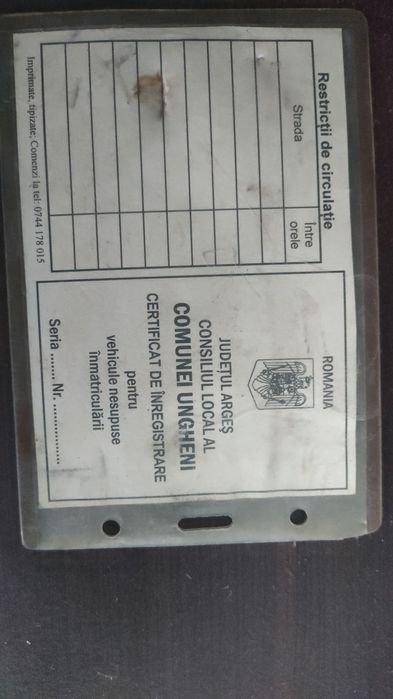 Restricții de circulație
Strada
Între
orele
Imprimate, tipizate; Comenzi la tel: 0744 178 015
ROMANIA
JUDEȚUL ARGEȘ
CONSILIUL LOCAL AL
COMUNEI UNGHENI
CERTIFICAT DE ÎNREGISTRARE
pentru
vehicule nesupuse
înmatriculării
Seria ....... Nr. ..................